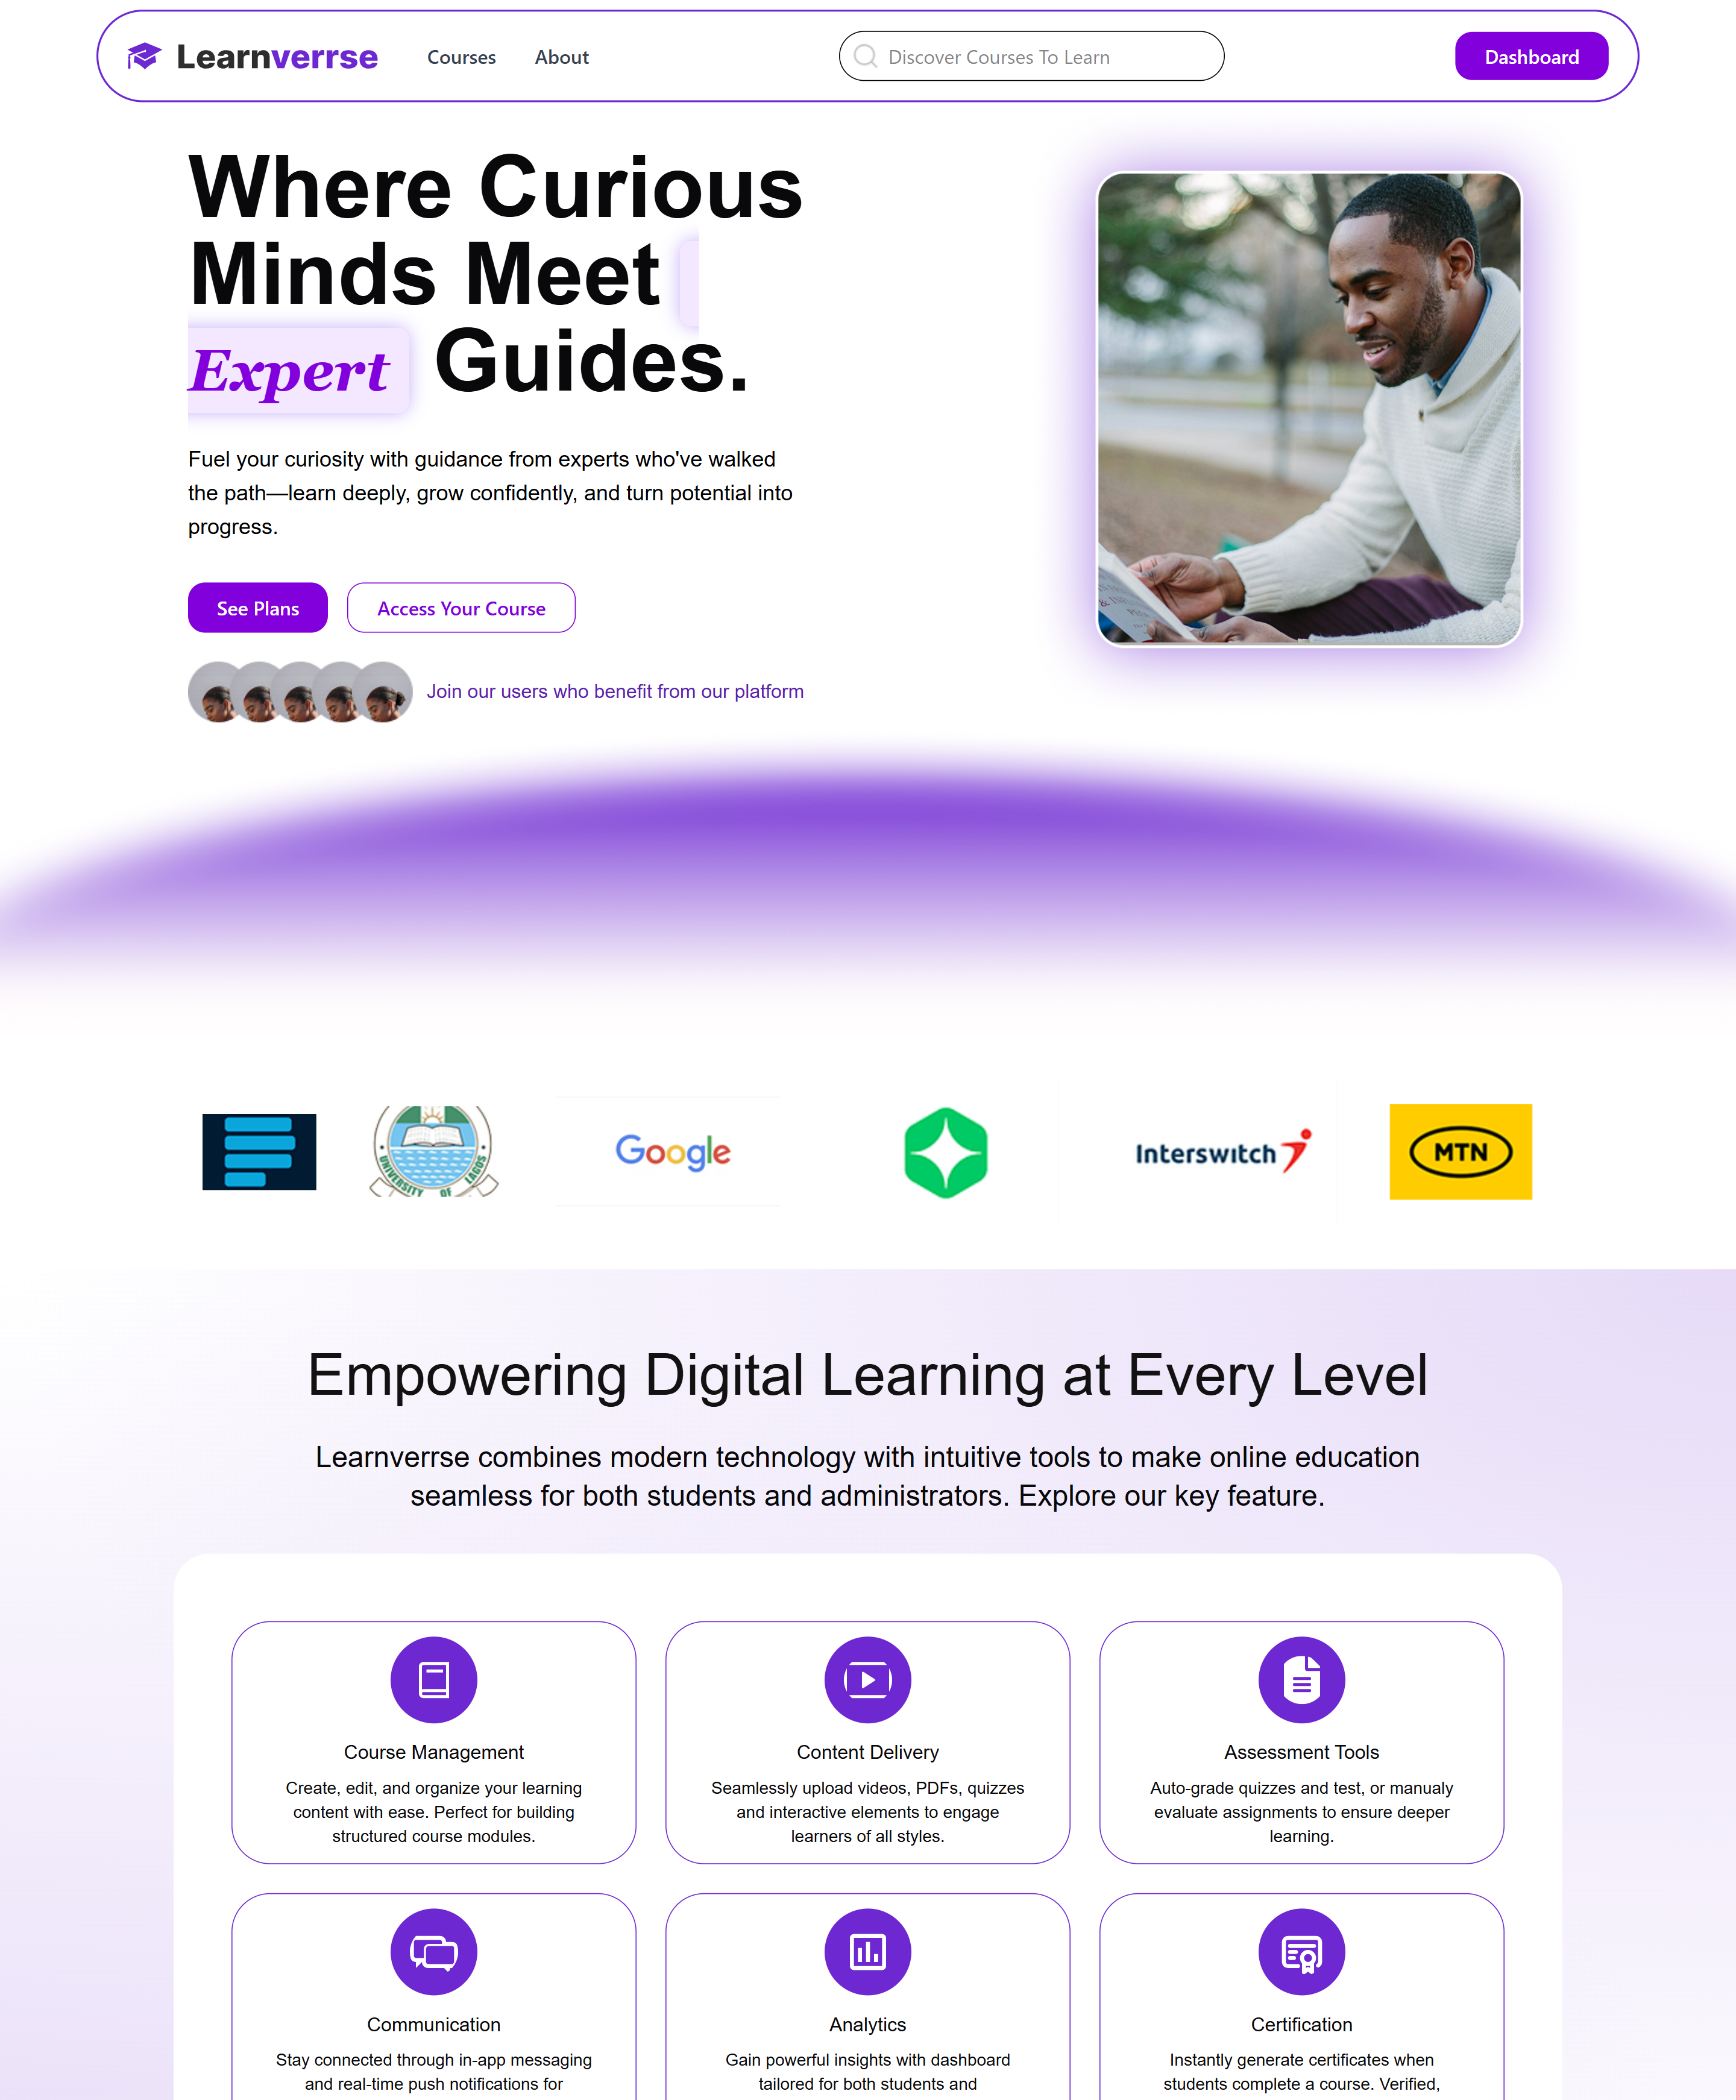 Learnverrse
Courses
About
Discover Courses To Learn
Dashboard
Where Curious
Minds Meet
Expert Guides.
Fuel your curiosity with guidance from experts who've walked
the path—learn deeply, grow confidently, and turn potential into
progress.
See Plans
Access Your Course
Join our users who benefit from our platform
UNIVERSITY OF LAGOS
Google
Interswitch
MTN
Empowering Digital Learning at Every Level
Learnverrse combines modern technology with intuitive tools to make online education
seamless for both students and administrators. Explore our key feature.
Course Management
Create, edit, and organize your learning
content with ease. Perfect for building
structured course modules.
Content Delivery
Seamlessly upload videos, PDFs, quizzes
and interactive elements to engage
learners of all styles.
Assessment Tools
Auto-grade quizzes and test, or manualy
evaluate assignments to ensure deeper
learning.
Communication
Stay connected through in-app messaging
and real-time push notifications for
Analytics
Gain powerful insights with dashboard
tailored for both students and
Certification
Instantly generate certificates when
students complete a course. Verified,